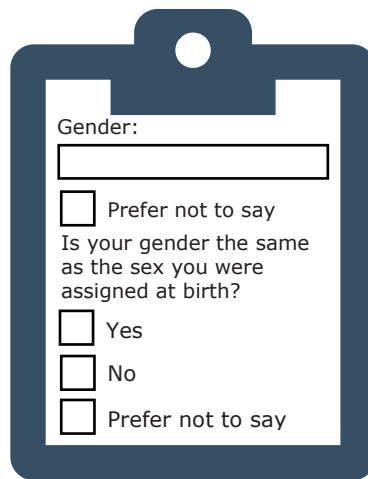 Gender:
Prefer not to say
Is your gender the same
as the sex you were
assigned at birth?
Yes
No
Prefer not to say